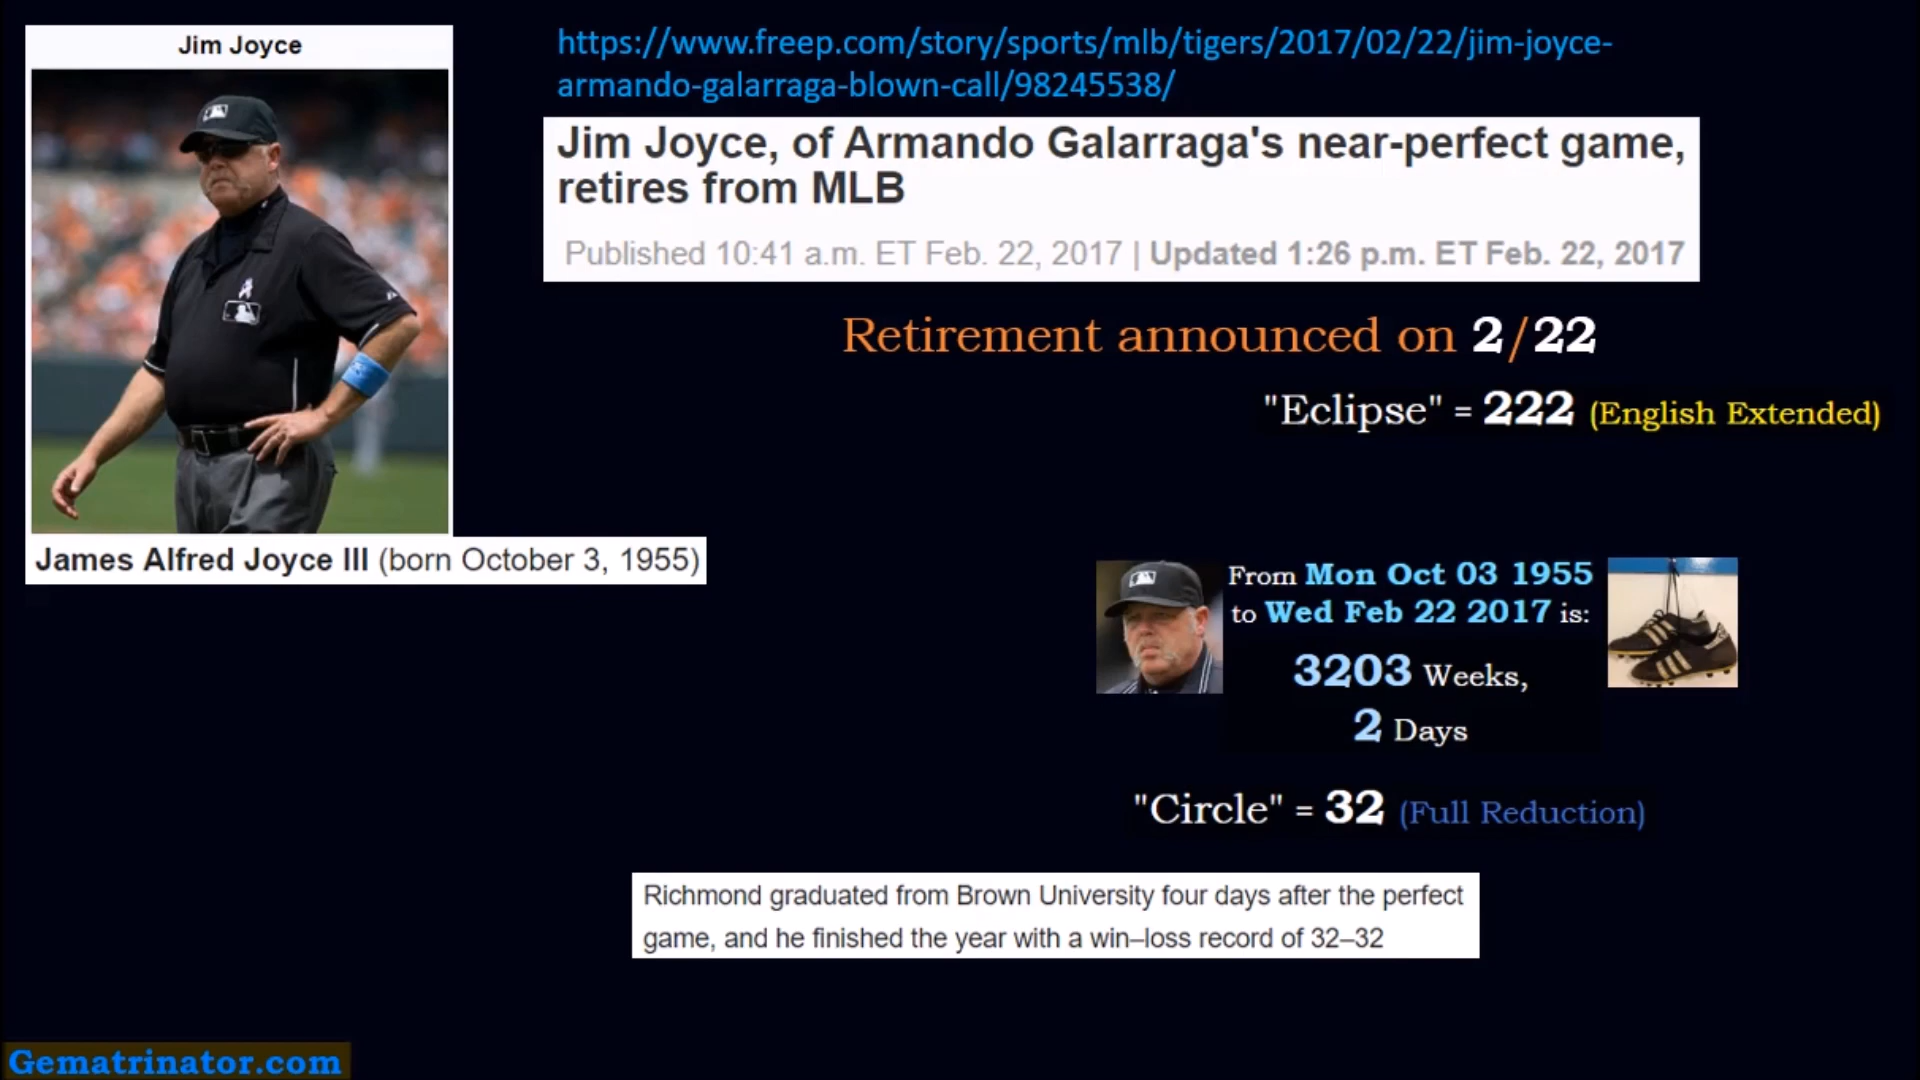 Jim Joyce
https://www.freep.com/story/sports/mlb/tigers/2017/02/22/jim-joyce-
armando-galarraga-blown-call/98245538/
Jim Joyce, of Armando Galarraga's near-perfect game,
retires from MLB
Published 10:41 a.m. ET Feb. 22, 2017 | Updated 1:26 p.m. ET Feb. 22, 2017
Retirement announced on 2/22
"Eclipse" = 222 (English Extended)
James Alfred Joyce III (born October 3, 1955)
From Mon Oct 03 1955
to Wed Feb 22 2017 is:
3203 Weeks,
2 Days
"Circle" = 32 (Full Reduction)
Richmond graduated from Brown University four days after the perfect
game, and he finished the year with a win–loss record of 32–32
Gematrinator.com